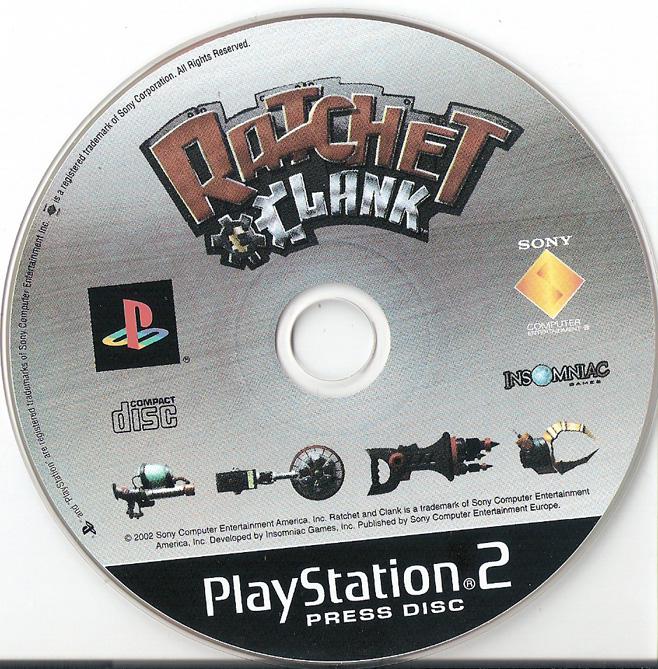 is a registered trademark of Sony Corporation. All Rights Reserved.
and "PlayStation" are registered trademarks of Sony Computer Entertainment Inc.
RATCHET
CLANK™
SONY
COMPUTER
ENTERTAINMENT ®
®
INSOMNIAC
GAMES
COMPACT
disc
© 2002 Sony Computer Entertainment America, Inc. Ratchet and Clank is a trademark of Sony Computer Entertainment
America, Inc. Developed by Insomniac Games, Inc. Published by Sony Computer Entertainment Europe.
PlayStation®2
PRESS DISC